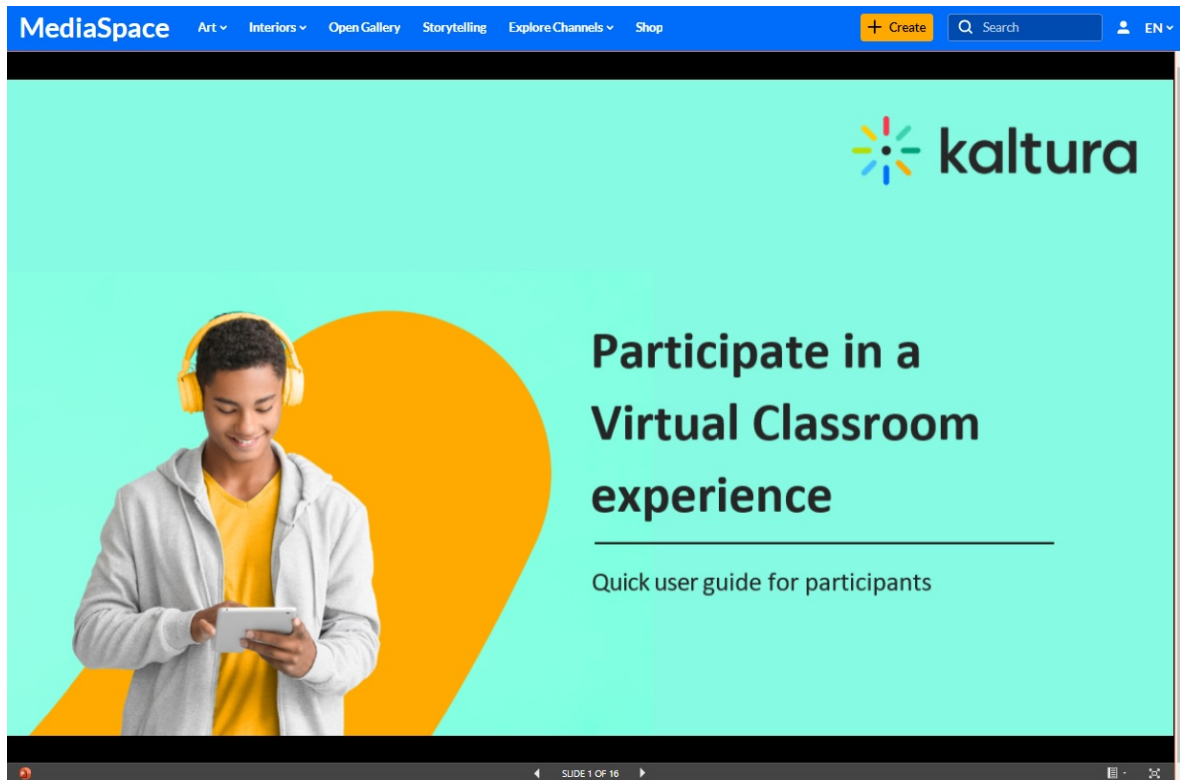 MediaSpace Art Interiors Open Gallery Storytelling Explore Channels Shop + Create Search EN
kaltura
Participate in a
Virtual Classroom
experience
Quick user guide for participants
SLIDE 1 OF 16